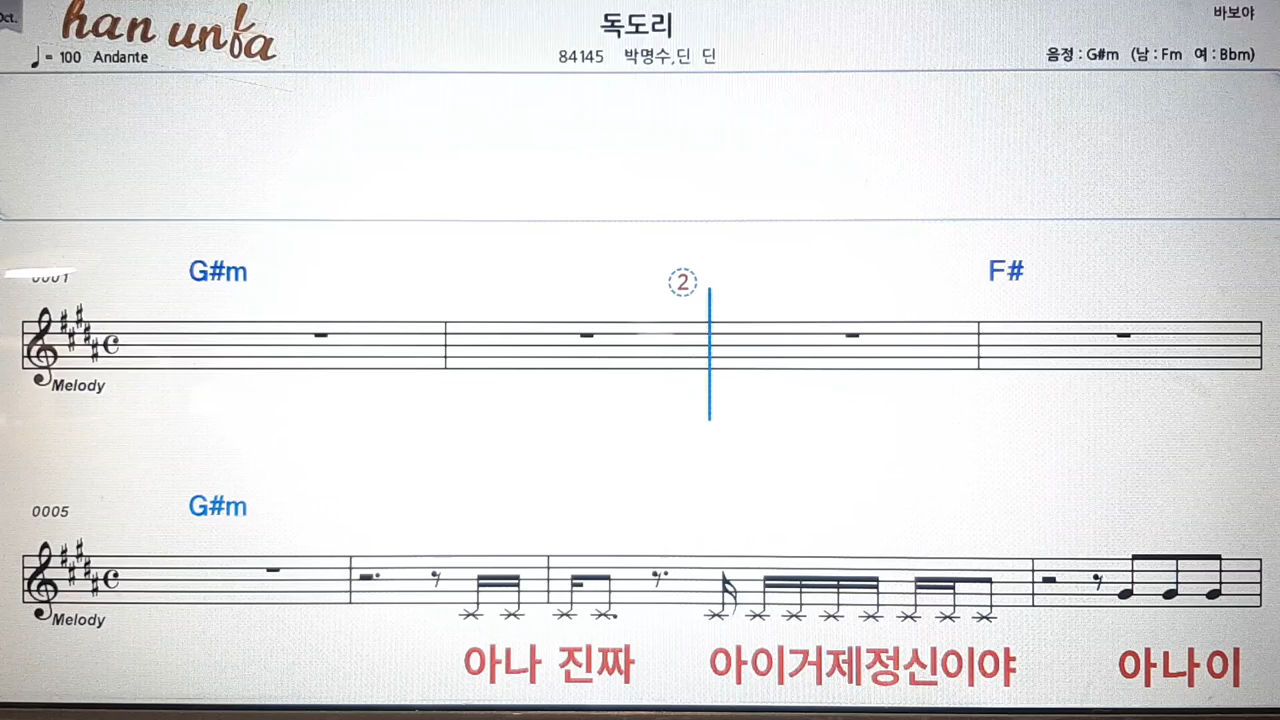 Oct.
han unfa
독도리
바보야
♩= 100 Andante
84145 박명수,딘 딘
음정 : G#m (남 : Fm 여 : Bbm)
0001
G#m
2
F#
Melody
0005
G#m
Melody
아나 진짜 아이거제정신이야 아나이